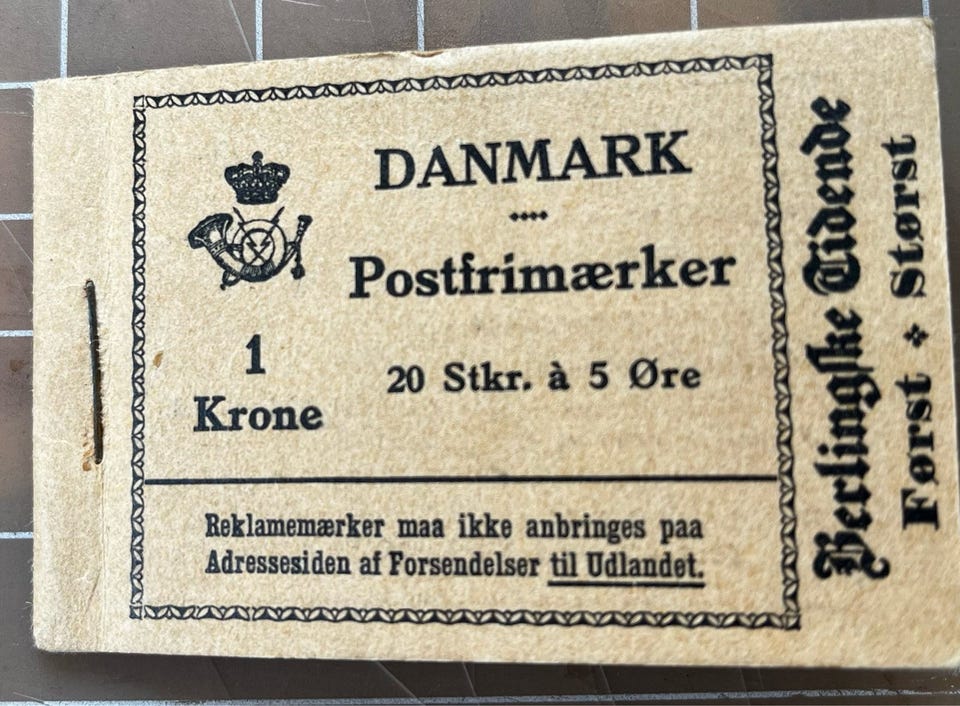 DANMARK
Postfrimærker
1
Krone
20 Stkr. à 5 Øre
Reklamemærker maa ikke anbringes paa
Adressesiden af Forsendelser til Udlandet.
Berlingske Tidende
Først Størst